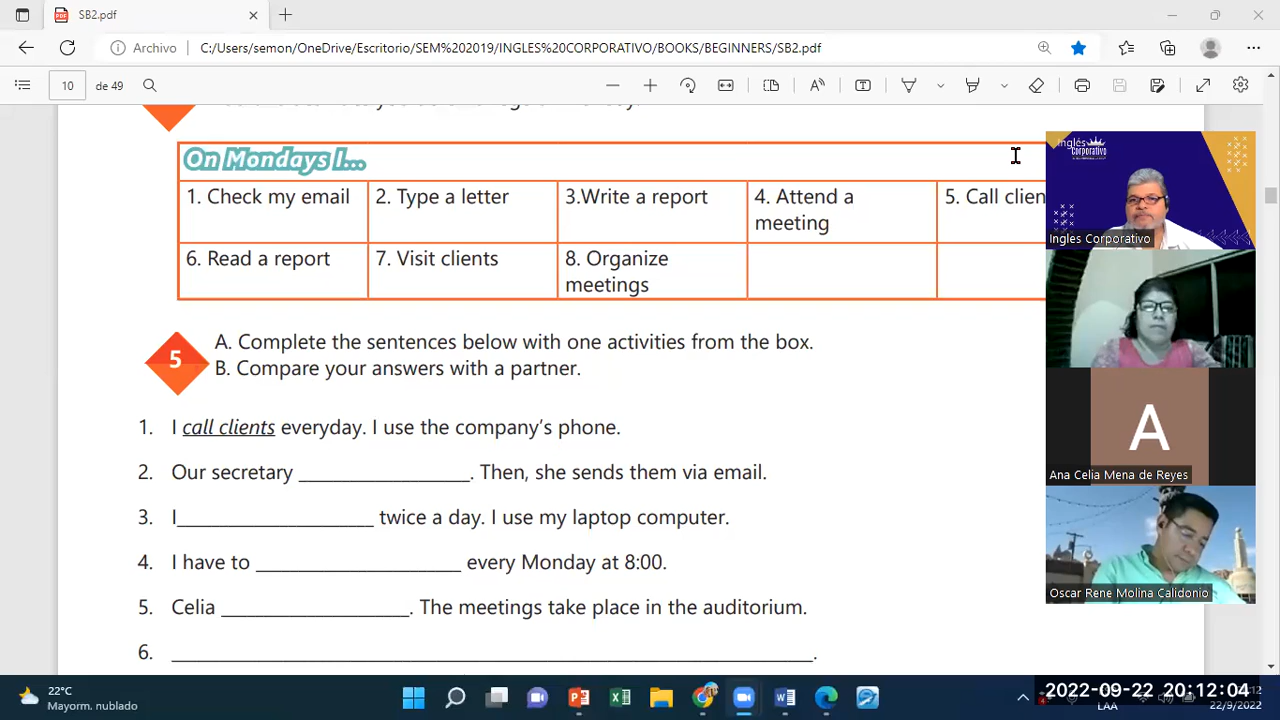 SB2.pdf
Archivo C:/Users/semon/OneDrive/Escritorio/SEM%202019/INGLES%20CORPORATIVO/BOOKS/BEGINNERS/SB2.pdf
10 de 49
On Mondays I...
1. Check my email 2. Type a letter 3.Write a report 4. Attend a meeting 5. Call clien
6. Read a report 7. Visit clients 8. Organize meetings
5
A. Complete the sentences below with one activities from the box.
B. Compare your answers with a partner.
1. I call clients everyday. I use the company's phone.
2. Our secretary _________________. Then, she sends them via email.
3. I____________________ twice a day. I use my laptop computer.
4. I have to _____________________ every Monday at 8:00.
5. Celia ___________________. The meetings take place in the auditorium.
6. _________________________________________________________________.
Inglés Corporativo
Ingles Corporativo
A
Ana Celia Mena de Reyes
Oscar Rene Molina Calidonio
22°C
Mayorm. nublado
2022-09-22 20:12:04
LAA
22/9/2022